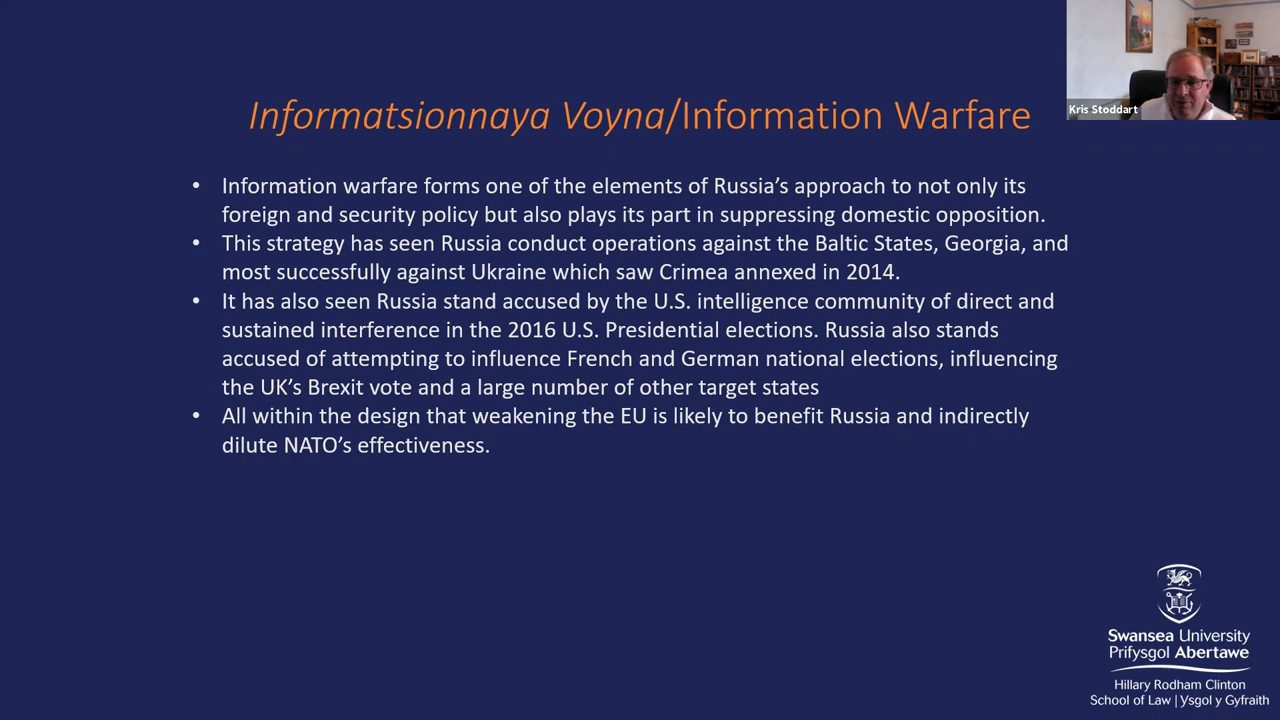 Kris Stoddart
Informatsionnaya Voyna/Information Warfare
• Information warfare forms one of the elements of Russia’s approach to not only its
foreign and security policy but also plays its part in suppressing domestic opposition.
• This strategy has seen Russia conduct operations against the Baltic States, Georgia, and
most successfully against Ukraine which saw Crimea annexed in 2014.
• It has also seen Russia stand accused by the U.S. intelligence community of direct and
sustained interference in the 2016 U.S. Presidential elections. Russia also stands
accused of attempting to influence French and German national elections, influencing
the UK’s Brexit vote and a large number of other target states
• All within the design that weakening the EU is likely to benefit Russia and indirectly
dilute NATO’s effectiveness.
Swansea University
Prifysgol Abertawe
Hillary Rodham Clinton
School of Law | Ysgol y Gyfraith